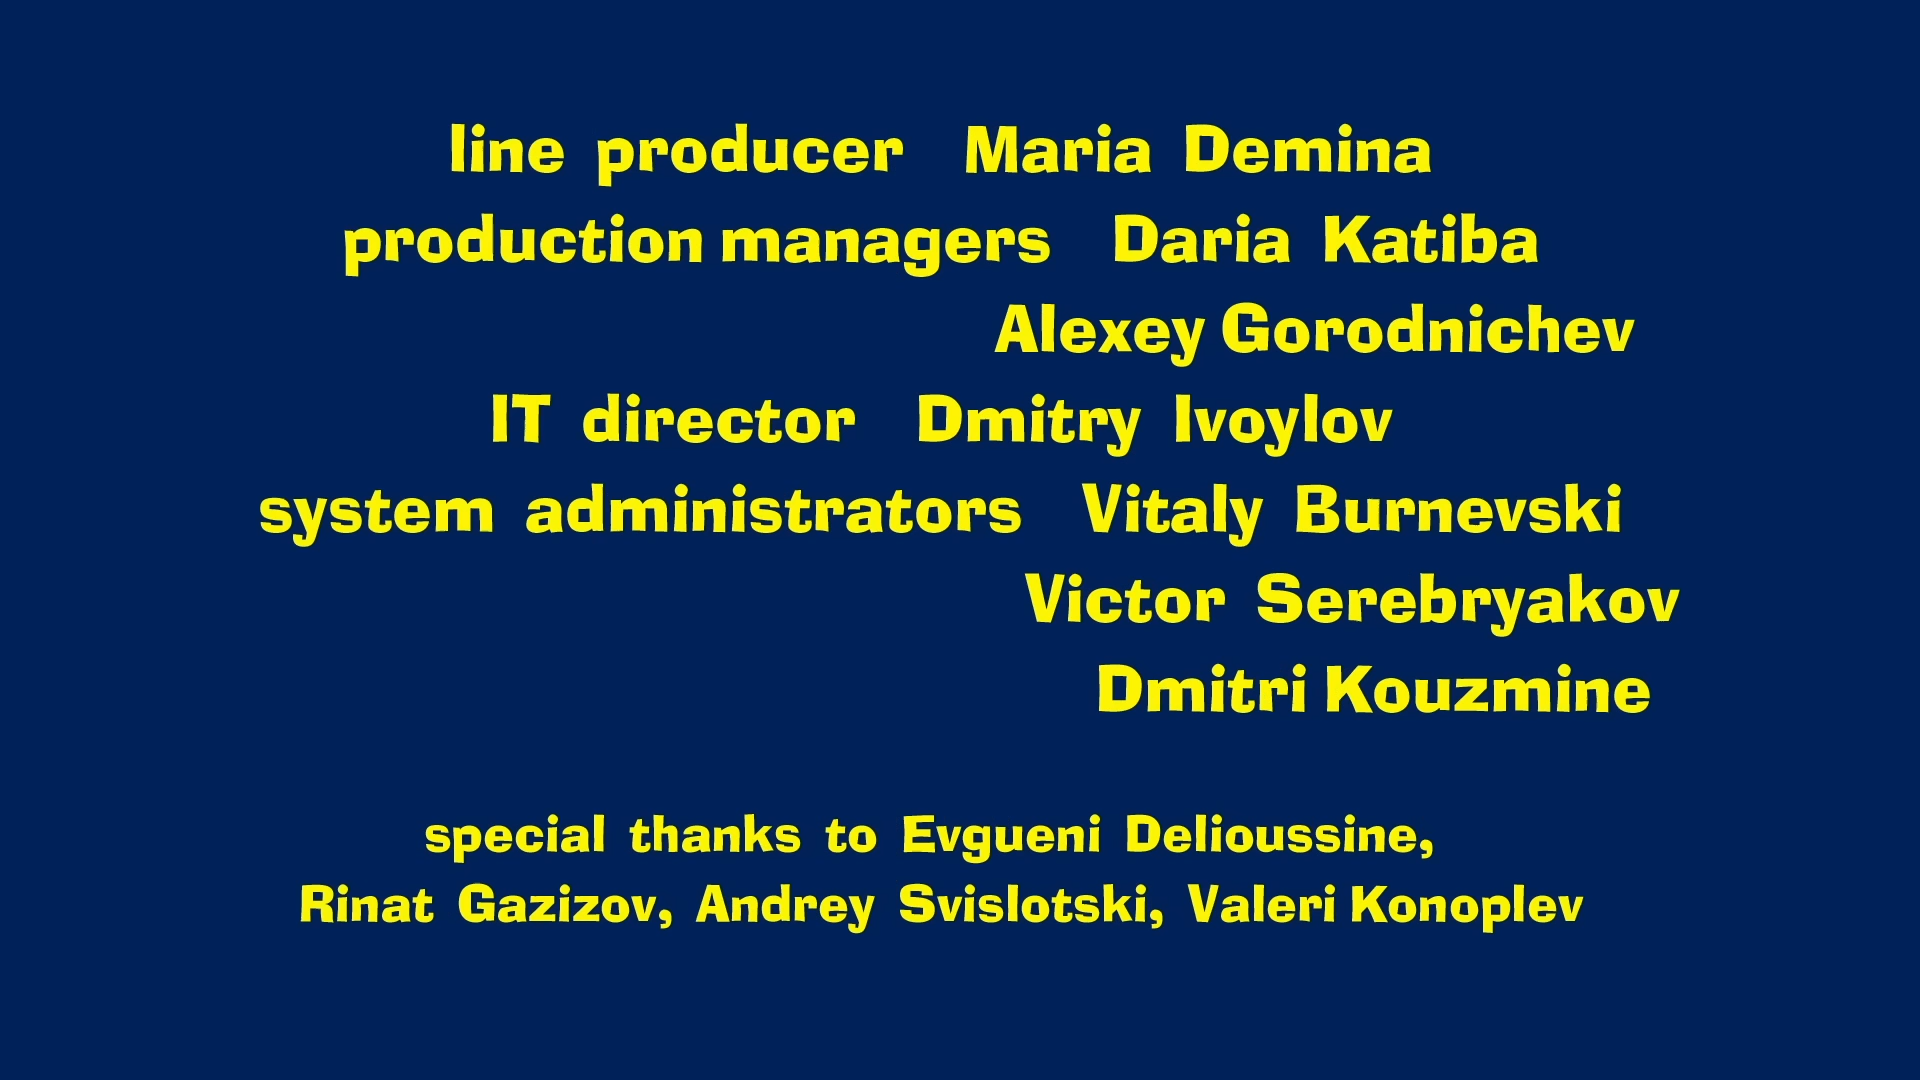 line producer Maria Demina
production managers Daria Katiba
Alexey Gorodnichev
IT director Dmitry Ivoylov
system administrators Vitaly Burnevski
Victor Serebryakov
Dmitri Kouzmine
special thanks to Evgueni Delioussine,
Rinat Gazizov, Andrey Svislotski, Valeri Konoplev